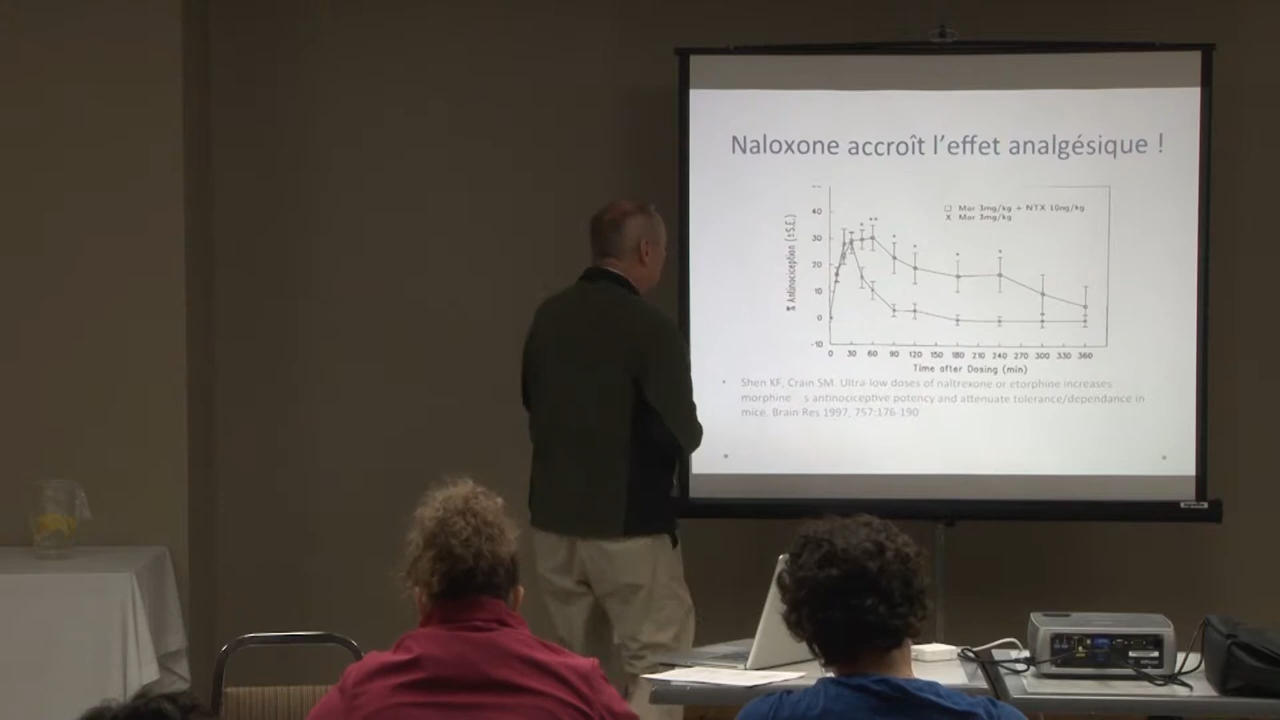 Naloxone accroît l’effet analgésique !
□ Mor 3mg/kg + NTX 10ng/kg
X Mor 3mg/kg
% Antinociception (±S.E.)
40
30
20
10
0
-10
0 30 60 90 120 150 180 210 240 270 300 330 360
Time after Dosing (min)
• Shen KF, Crain SM. Ultra low doses of naltrexone or etorphine increases
morphine s antinociceptive potency and attenuate tolerance/dependance in
mice. Brain Res 1997, 757:176-190